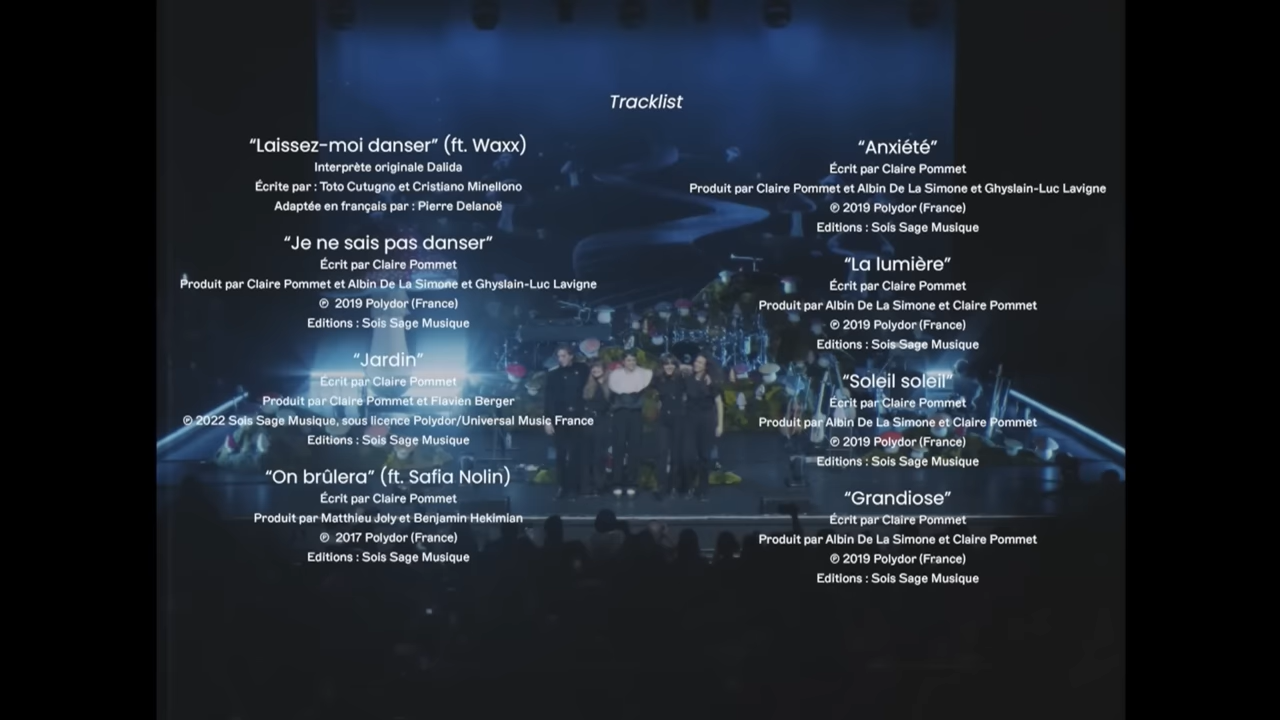 Tracklist
“Laissez-moi danser” (ft. Waxx)
Interprète originale Dalida
Écrite par : Toto Cutugno et Cristiano Minellono
Adaptée en français par : Pierre Delanoë
“Je ne sais pas danser”
Écrit par Claire Pommet
Produit par Claire Pommet et Albin De La Simone et Ghyslain-Luc Lavigne
℗ 2019 Polydor (France)
Editions : Sois Sage Musique
“Jardin”
Écrit par Claire Pommet
Produit par Claire Pommet et Flavien Berger
℗ 2022 Sois Sage Musique, sous licence Polydor/Universal Music France
Editions : Sois Sage Musique
“On brûlera” (ft. Safia Nolin)
Écrit par Claire Pommet
Produit par Matthieu Joly et Benjamin Hekimian
℗ 2017 Polydor (France)
Editions : Sois Sage Musique
“Anxiété”
Écrit par Claire Pommet
Produit par Claire Pommet et Albin De La Simone et Ghyslain-Luc Lavigne
℗ 2019 Polydor (France)
Editions : Sois Sage Musique
“La lumière”
Écrit par Claire Pommet
Produit par Albin De La Simone et Claire Pommet
℗ 2019 Polydor (France)
Editions : Sois Sage Musique
“Soleil soleil”
Écrit par Claire Pommet
Produit par Albin De La Simone et Claire Pommet
℗ 2019 Polydor (France)
Editions : Sois Sage Musique
“Grandiose”
Écrit par Claire Pommet
Produit par Albin De La Simone et Claire Pommet
℗ 2019 Polydor (France)
Editions : Sois Sage Musique